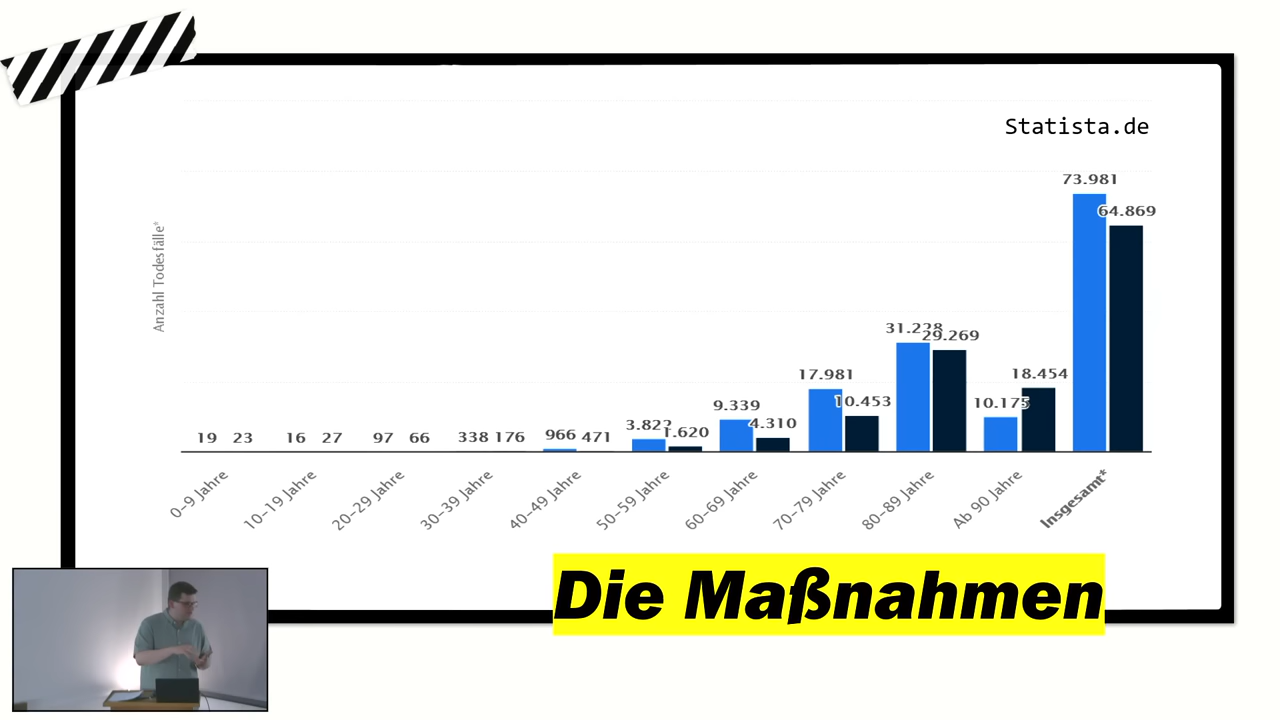 Statista.de
Anzahl Todesfälle*
73.981
64.869
31.228
29.269
17.981
10.453
18.454
10.175
9.339
4.310
3.822
1.620
966 471
338 176
97 66
16 27
19 23
0-9 Jahre
10-19 Jahre
20-29 Jahre
30-39 Jahre
40-49 Jahre
50-59 Jahre
60-69 Jahre
70-79 Jahre
80-89 Jahre
Ab 90 Jahre
Insgesamt*
Die Maßnahmen